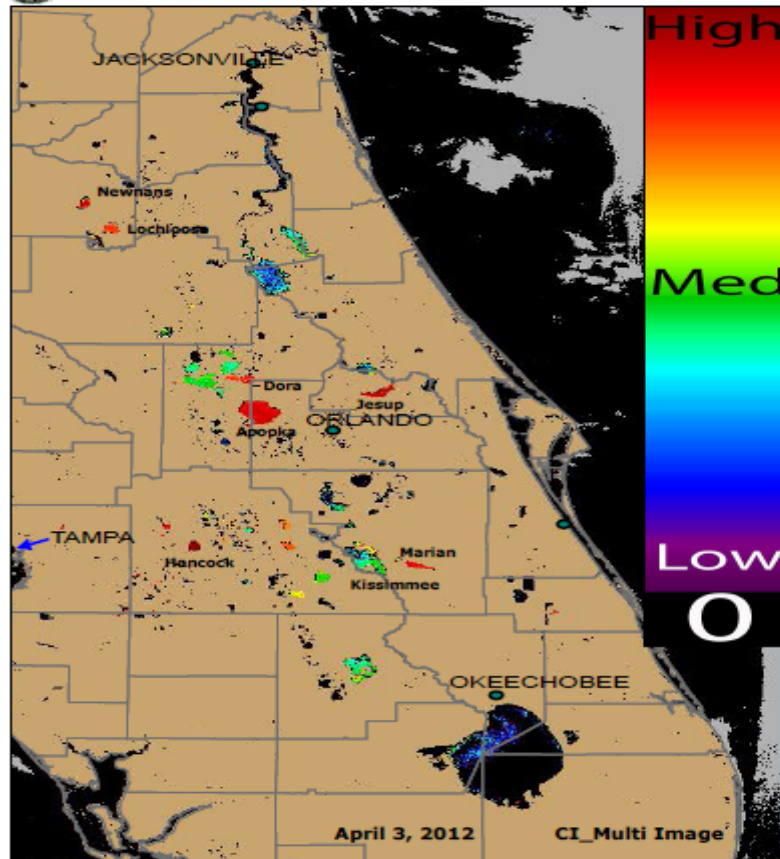 High
JACKSONVILLE
Newnans
Lochloosa
Med
Dora
Jesup
Apopka
ORLANDO
TAMPA
Hancock
Marian
Kissimmee
Low
0
OKEECHOBEE
April 3, 2012 CI_Multi Image